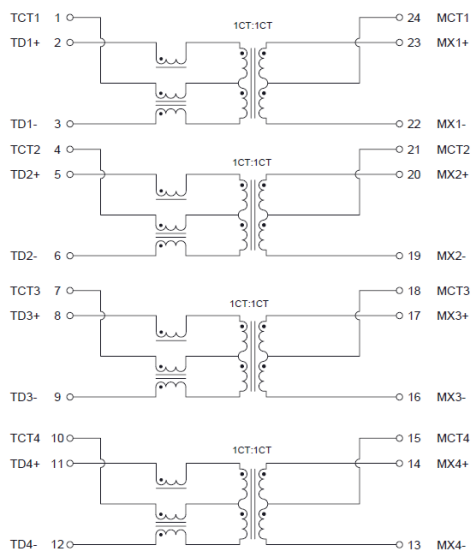 TCT1 1 24 MCT1
1CT:1CT
TD1+ 2 23 MX1+
TD1- 3 22 MX1-
TCT2 4 21 MCT2
1CT:1CT
TD2+ 5 20 MX2+
TD2- 6 19 MX2-
TCT3 7 18 MCT3
1CT:1CT
TD3+ 8 17 MX3+
TD3- 9 16 MX3-
TCT4 10 15 MCT4
1CT:1CT
TD4+ 11 14 MX4+
TD4- 12 13 MX4-